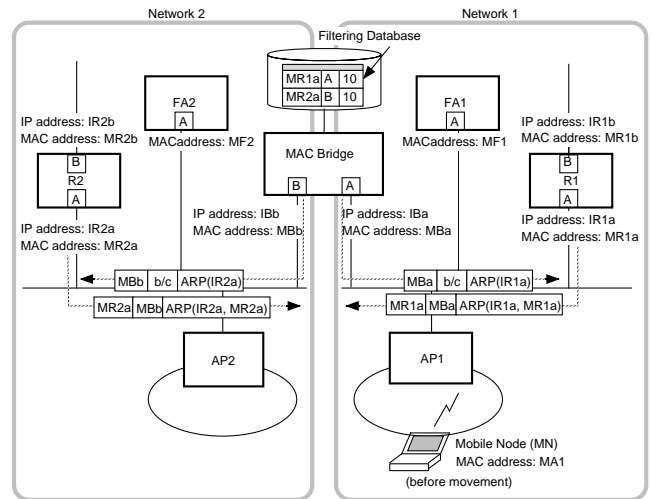 Network 2
Network 1
Filtering Database
MR1a A 10
MR2a B 10
FA2
A
MACaddress: MF2
FA1
A
MACaddress: MF1
IP address: IR2b
MAC address: MR2b
IP address: IR1b
MAC address: MR1b
MAC Bridge
B
A
B
R2
A
B
R1
A
IP address: IR2a
MAC address: MR2a
IP address: IBb
MAC address: MBb
IP address: IBa
MAC address: MBa
IP address: IR1a
MAC address: MR1a
MBb b/c ARP(IR2a)
MBa b/c ARP(IR1a)
MR2a MBb ARP(IR2a, MR2a)
MR1a MBa ARP(IR1a, MR1a)
AP2
AP1
Mobile Node (MN)
MAC address: MA1
(before movement)